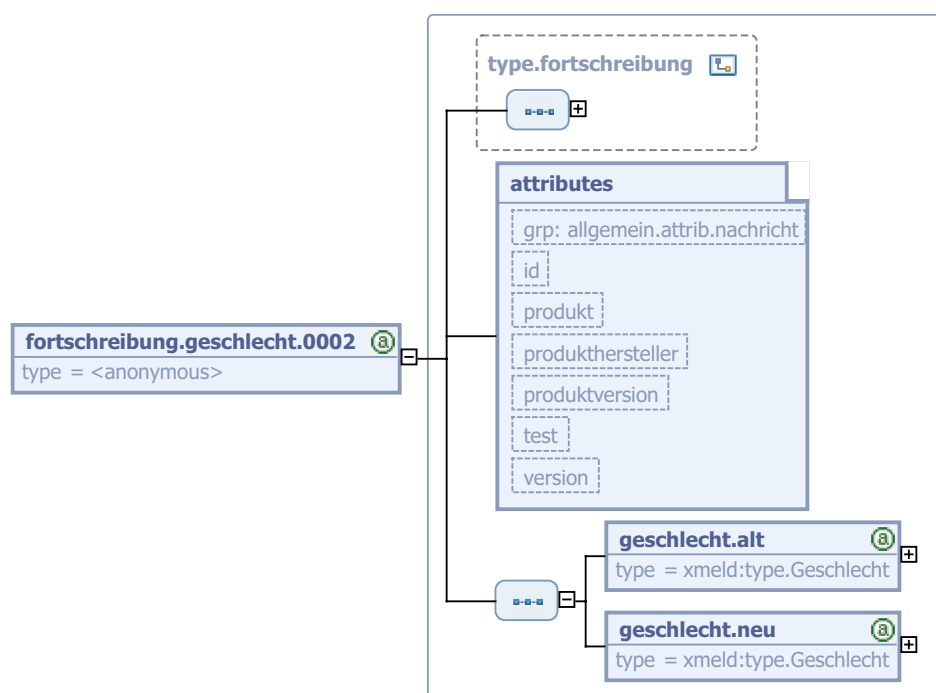 type.fortschreibung
attributes
grp: allgemein.attrib.nachricht
id
produkt
produkthersteller
produktversion
test
version
fortschreibung.geschlecht.0002
type = <anonymous>
geschlecht.alt
type = xmeld:type.Geschlecht
geschlecht.neu
type = xmeld:type.Geschlecht